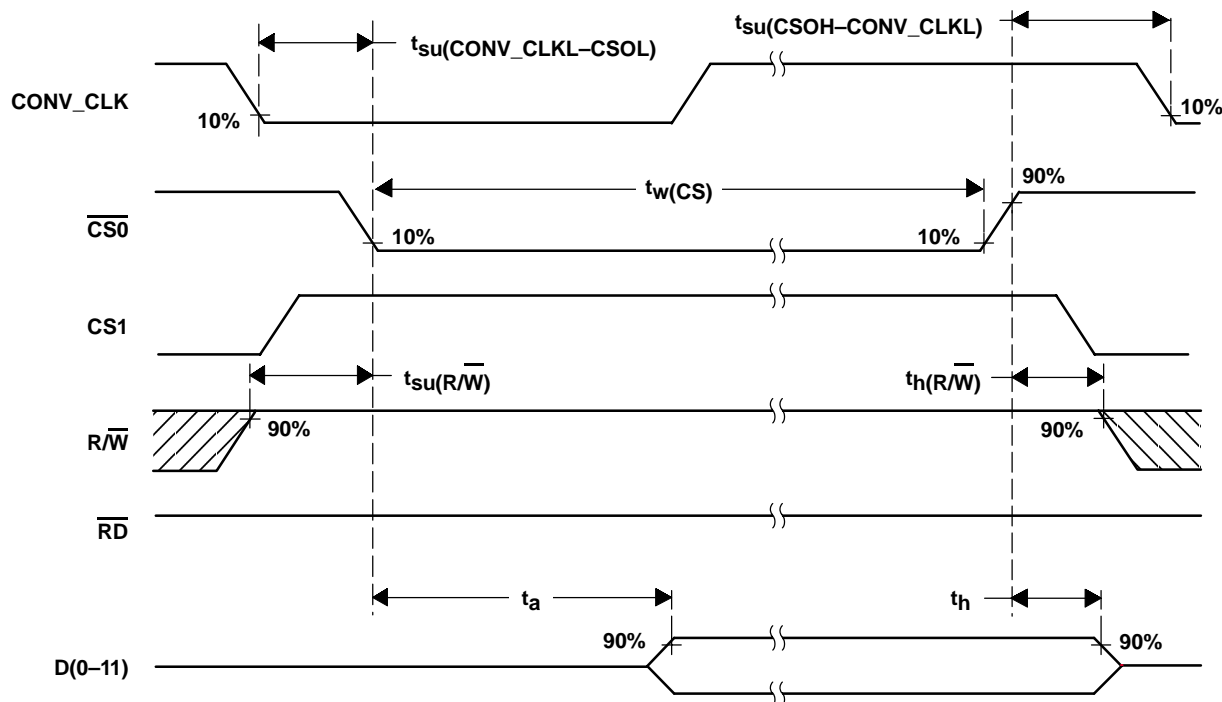 tsu(CONV_CLKL–CSOL)
tsu(CSOH–CONV_CLKL)
CONV_CLK
10%
10%
tw(CS)
90%
CS0
10%
10%
CS1
tsu(R/W)
th(R/W)
R/W
90%
90%
RD
ta
th
90%
90%
D(0–11)